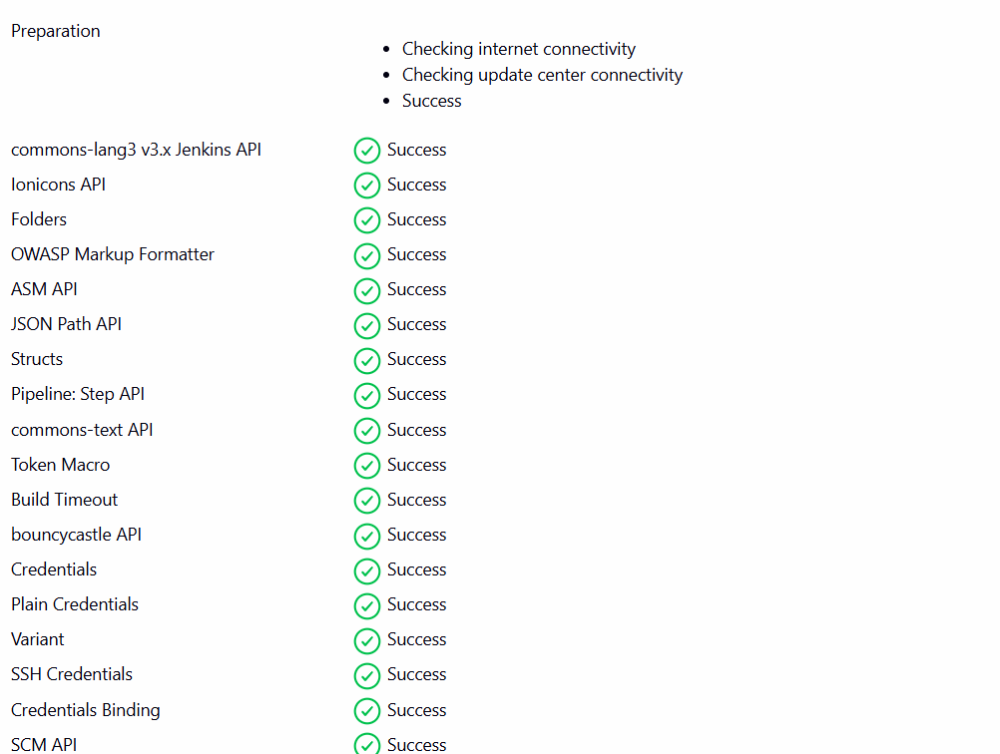 Preparation
Checking internet connectivity
Checking update center connectivity
Success
commons-lang3 v3.x Jenkins API Success
Ionicons API Success
Folders Success
OWASP Markup Formatter Success
ASM API Success
JSON Path API Success
Structs Success
Pipeline: Step API Success
commons-text API Success
Token Macro Success
Build Timeout Success
bouncycastle API Success
Credentials Success
Plain Credentials Success
Variant Success
SSH Credentials Success
Credentials Binding Success
SCM API Success